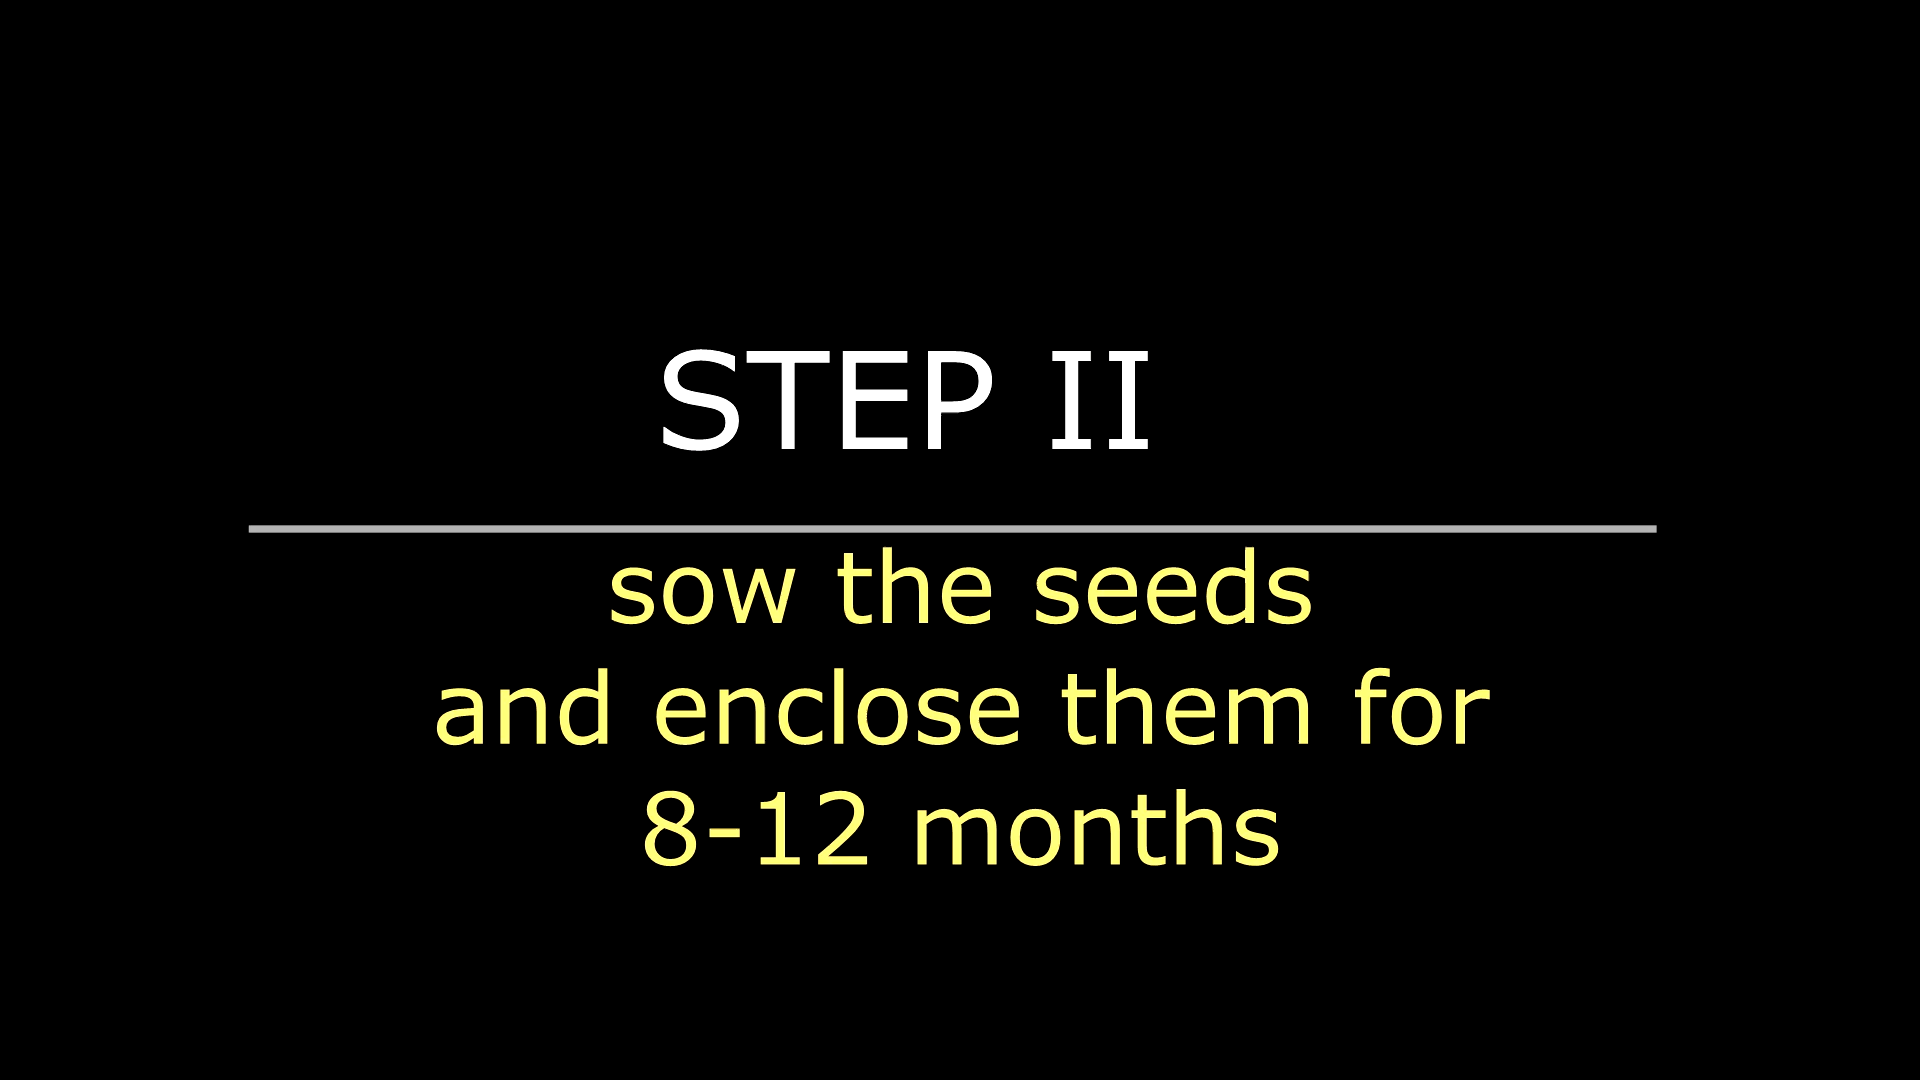 STEP II
sow the seeds
and enclose them for
8-12 months